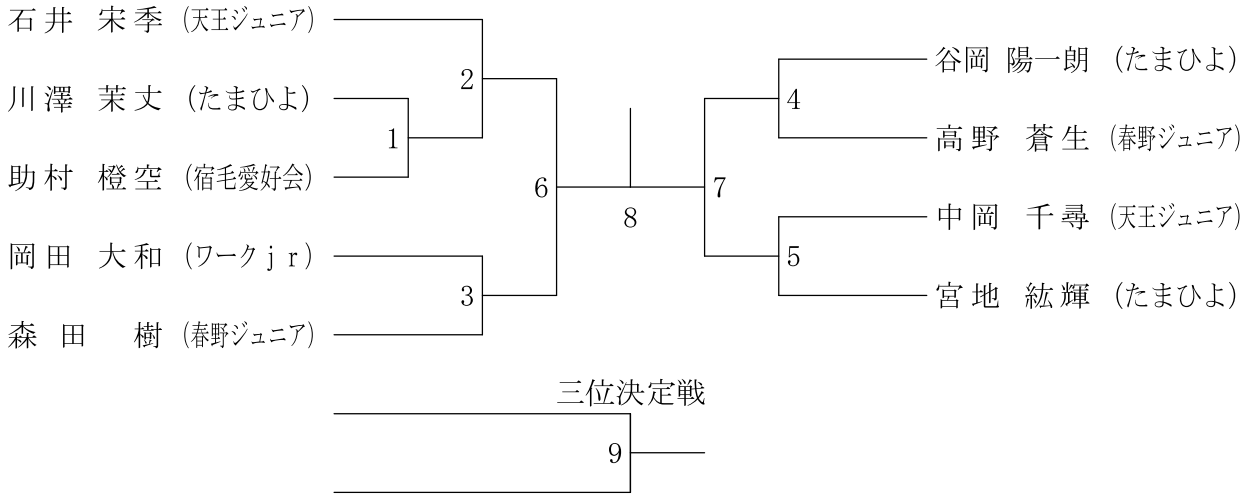 石井 宋季 (天王ジュニア)
川澤 茉丈 (たまひよ)
助村 橙空 (宿毛愛好会)
岡田 大和 (ワークjr)
森田 樹 (春野ジュニア)
1
2
3
6
8
7
4
5
谷岡 陽一朗 (たまひよ)
高野 蒼生 (春野ジュニア)
中岡 千尋 (天王ジュニア)
宮地 紘輝 (たまひよ)
三位決定戦
9